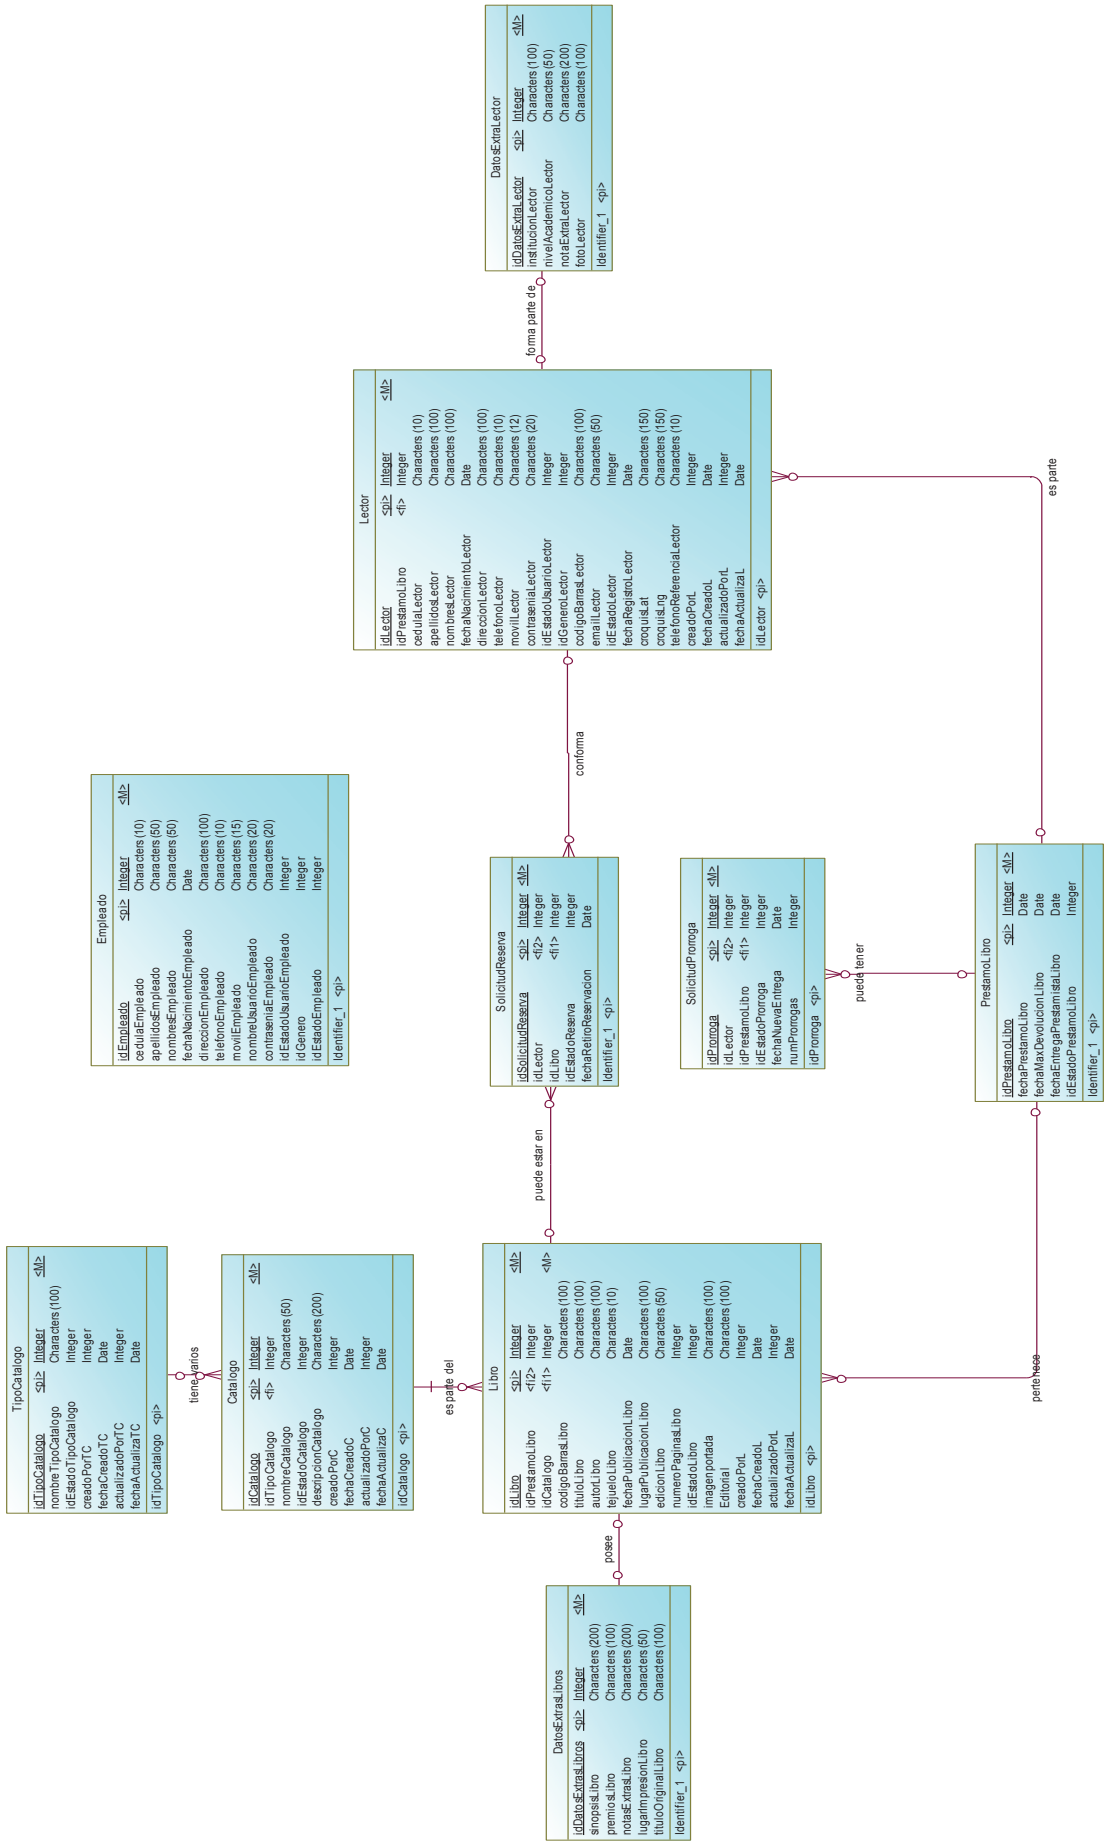 TipoCatalogo
idTipoCatalogo <pi> Integer <M>
nombreTipoCatalogo Characters (100)
idEstadoTipoCatalogo Integer
creadoPorTC Integer
fechaCreadoTC Date
actualizadoPorTC Integer
fechaActualizaTC Date
idTipoCatalogo <pi>
tiene varios
Catalogo
idCatalogo <pi> Integer <M>
idTipoCatalogo <fi> Integer
nombreCatalogo Characters (50)
idEstadoCatalogo Integer
descripcionCatalogo Characters (200)
creadoPorC Integer
fechaCreadoC Date
actualizadoPorC Integer
fechaActualizaC Date
idCatalogo <pi>
es parte del
Empleado
idEmpleado <pi> Integer <M>
cedulaEmpleado Characters (10)
apellidosEmpleado Characters (50)
nombresEmpleado Characters (50)
fechaNacimientoEmpleado Date
direccionEmpleado Characters (100)
telefonoEmpleado Characters (10)
movilEmpleado Characters (15)
nombreUsuarioEmpleado Characters (20)
contraseniaEmpleado Characters (20)
idEstadoUsuarioEmpleado Integer
idGenero Integer
idEstadoEmpleado Integer
Identifier_1 <pi>
DatosExtrasLibros
idDatosExtrasLibros <pi> Integer <M>
sinopsisLibro Characters (200)
premiosLibro Characters (100)
notasExtrasLibro Characters (200)
lugarImpresionLibro Characters (50)
tituloOriginalLibro Characters (100)
Identifier_1 <pi>
posee
Libro
idLibro <pi> Integer <M>
idPrestamoLibro <fi2> Integer
idCatalogo <fi1> Integer <M>
codigoBarrasLibro Characters (100)
tituloLibro Characters (100)
autorLibro Characters (100)
tejueloLibro Characters (10)
fechaPublicacionLibro Date
lugarPublicacionLibro Characters (100)
edicionLibro Characters (50)
numeroPaginasLibro Integer
idEstadoLibro Integer
imagenportada Characters (100)
Editorial Characters (100)
creadoPorL Integer
fechaCreadoL Date
actualizadoPorL Integer
fechaActualizaL Date
idLibro <pi>
puede estar en
SolicitudReserva
idSolicitudReserva <pi> Integer <M>
idLector <fi2> Integer
idLibro <fi1> Integer
idEstadoReserva Integer
fechaRetiroReservacion Date
Identifier_1 <pi>
conforma
Lector
idLector <pi> Integer <M>
idPrestamoLibro <fi> Integer
cedulaLector Characters (10)
apellidosLector Characters (100)
nombresLector Characters (100)
fechaNacimientoLector Date
direccionLector Characters (100)
telefonoLector Characters (10)
movilLector Characters (12)
contraseniaLector Characters (20)
idEstadoUsuarioLector Integer
idGeneroLector Integer
codigoBarrasLector Characters (100)
emailLector Characters (50)
idEstadoLector Integer
fechaRegistroLector Date
croquisLat Characters (150)
croquisLng Characters (150)
telefonoReferenciaLector Characters (10)
creadoPorL Integer
fechaCreadoL Date
actualizadoPorL Integer
fechaActualizaL Date
idLector <pi>
forma parte de
DatosExtraLector
idDatosExtraLector <pi> Integer <M>
institucionLector Characters (100)
nivelAcademicoLector Characters (50)
notaExtraLector Characters (200)
fotoLector Characters (100)
Identifier_1 <pi>
SolicitudProrroga
idProrroga <pi> Integer <M>
idLector <fi2> Integer
idPrestamoLibro <fi1> Integer
idEstadoProrroga Integer
fechaNuevaEntrega Date
numProrrogas Integer
idProrroga <pi>
puede tener
PrestamoLibro
idPrestamoLibro <pi> Integer <M>
fechaPrestamoLibro Date
fechaMaxDevolucionLibro Date
fechaEntregaPrestamistaLibro Date
idEstadoPrestamoLibro Integer
Identifier_1 <pi>
pertenece
es parte